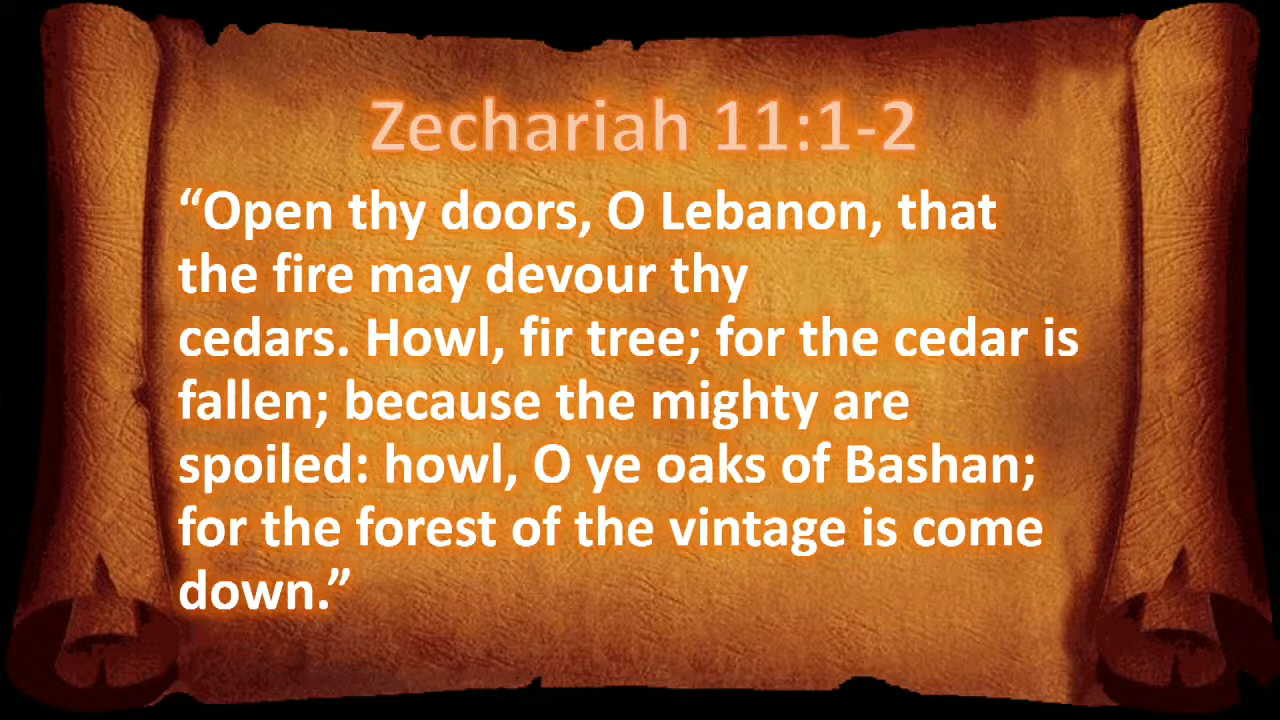 Zechariah 11:1-2
“Open thy doors, O Lebanon, that
the fire may devour thy
cedars. Howl, fir tree; for the cedar is
fallen; because the mighty are
spoiled: howl, O ye oaks of Bashan;
for the forest of the vintage is come
down.”